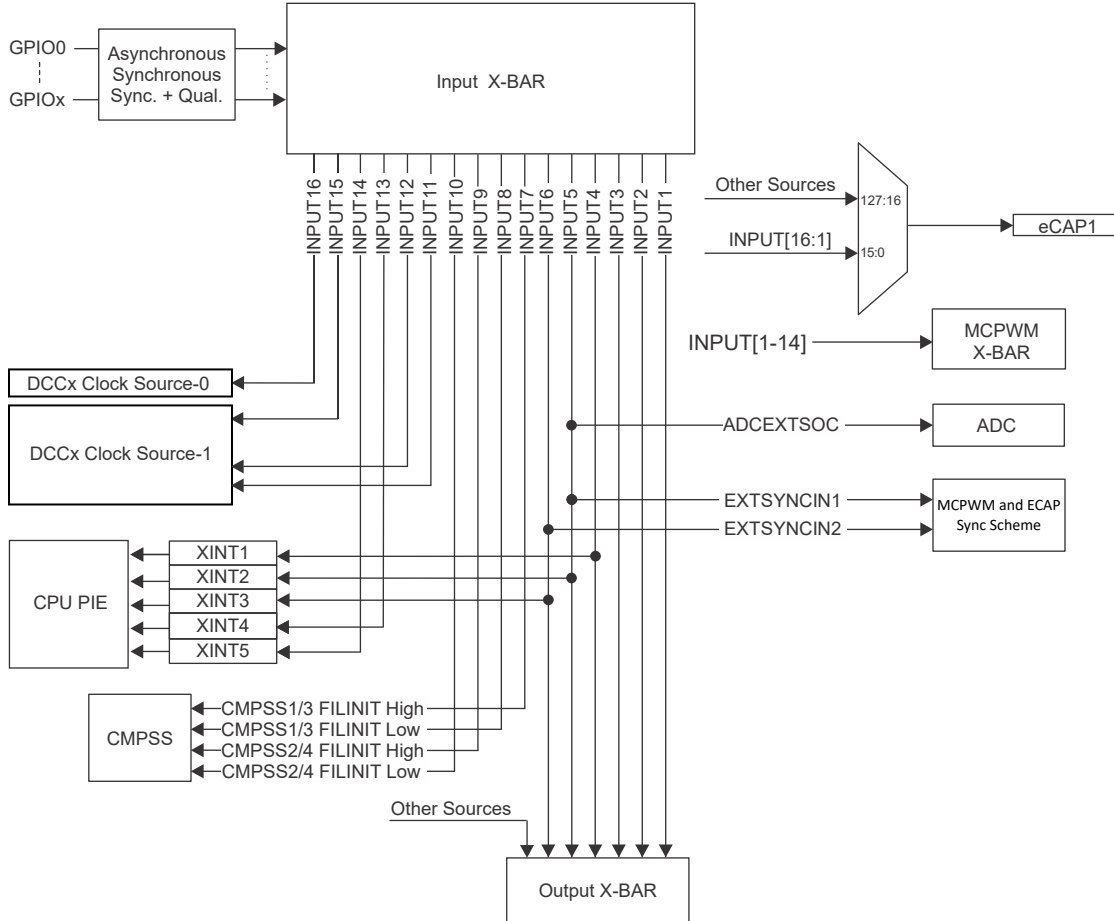 GPIO0
GPIOx
Asynchronous
Synchronous
Sync. + Qual.
Input X-BAR
INPUT16
INPUT15
INPUT14
INPUT13
INPUT12
INPUT11
INPUT10
INPUT9
INPUT8
INPUT7
INPUT6
INPUT5
INPUT4
INPUT3
INPUT2
INPUT1
Other Sources
127:16
INPUT[16:1]
15:0
eCAP1
INPUT[1-14]
MCPWM
X-BAR
DCCx Clock Source-0
DCCx Clock Source-1
ADCEXTSOC
ADC
EXTSYNCIN1
EXTSYNCIN2
MCPWM and ECAP
Sync Scheme
CPU PIE
XINT1
XINT2
XINT3
XINT4
XINT5
CMPSS
CMPSS1/3 FILINIT High
CMPSS1/3 FILINIT Low
CMPSS2/4 FILINIT High
CMPSS2/4 FILINIT Low
Other Sources
Output X-BAR